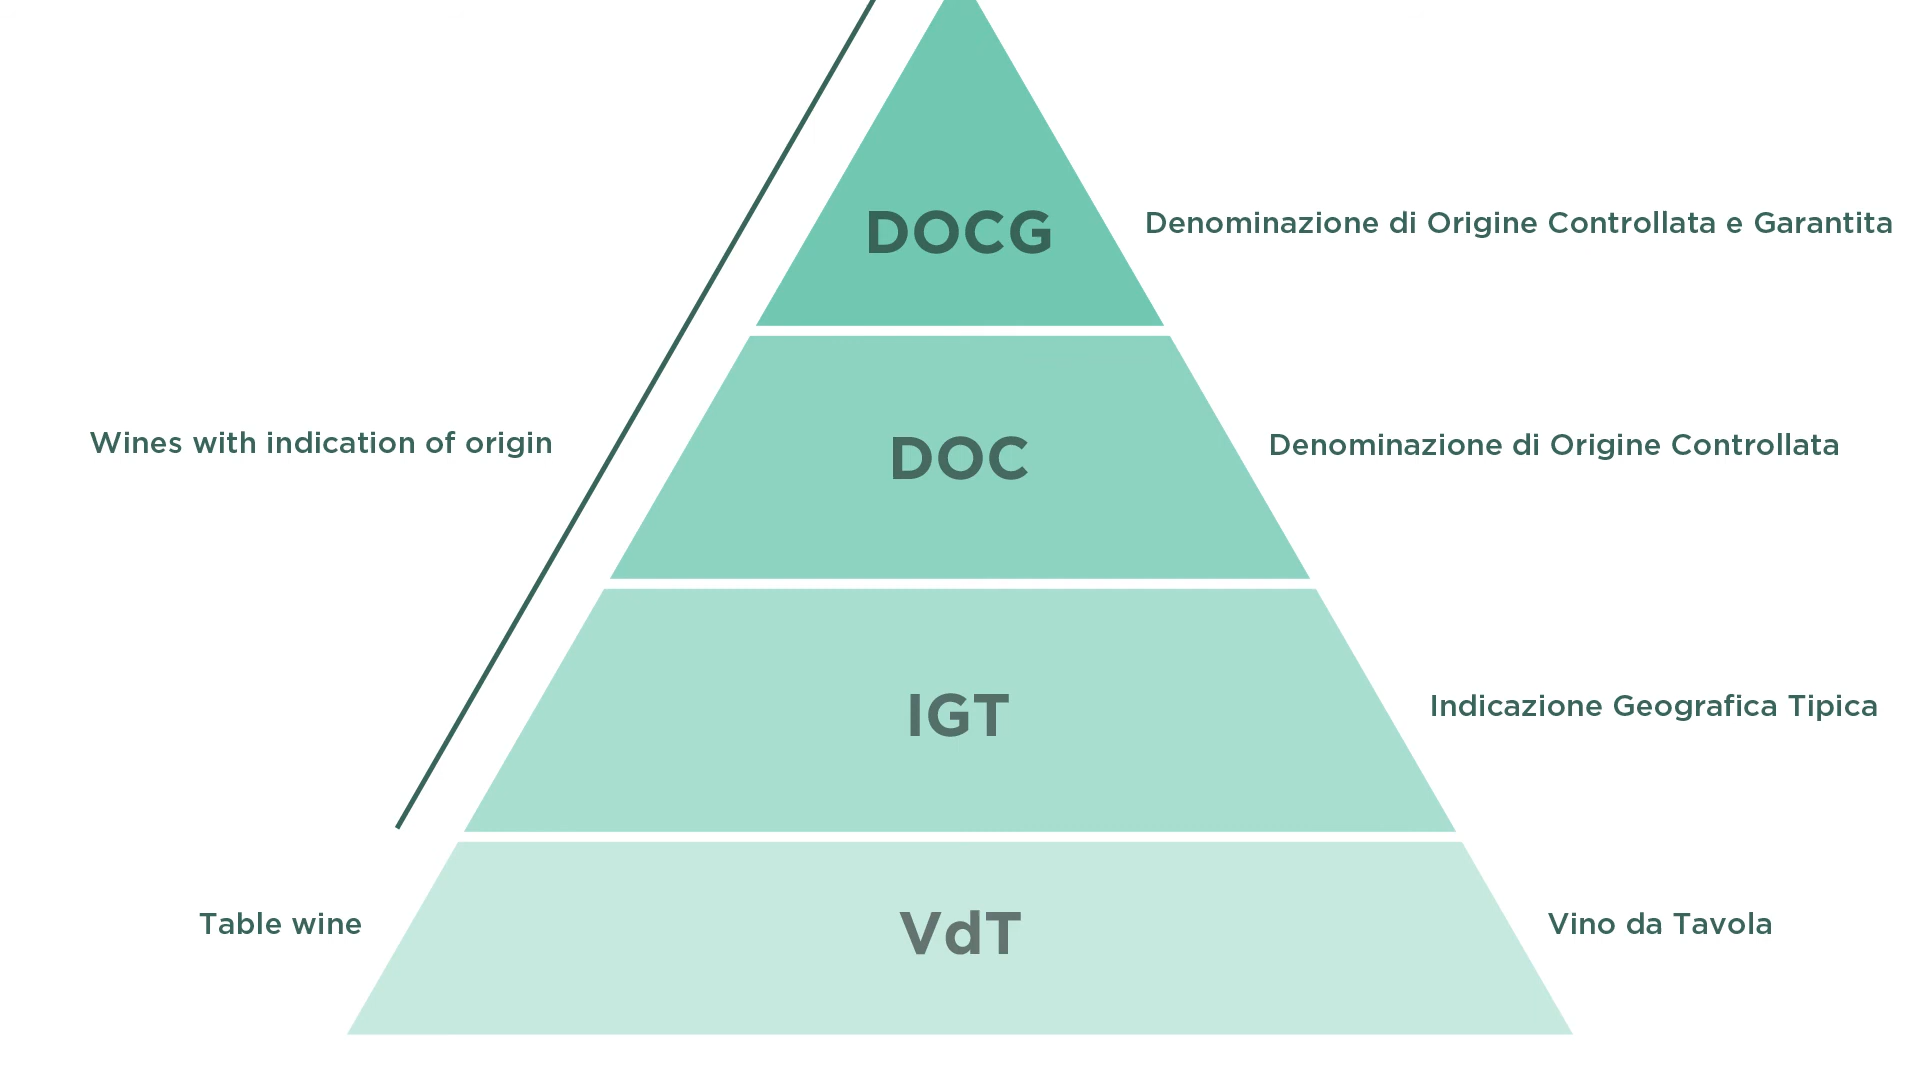 DOCG
Denominazione di Origine Controllata e Garantita
Wines with indication of origin
DOC
Denominazione di Origine Controllata
IGT
Indicazione Geografica Tipica
Table wine
VdT
Vino da Tavola